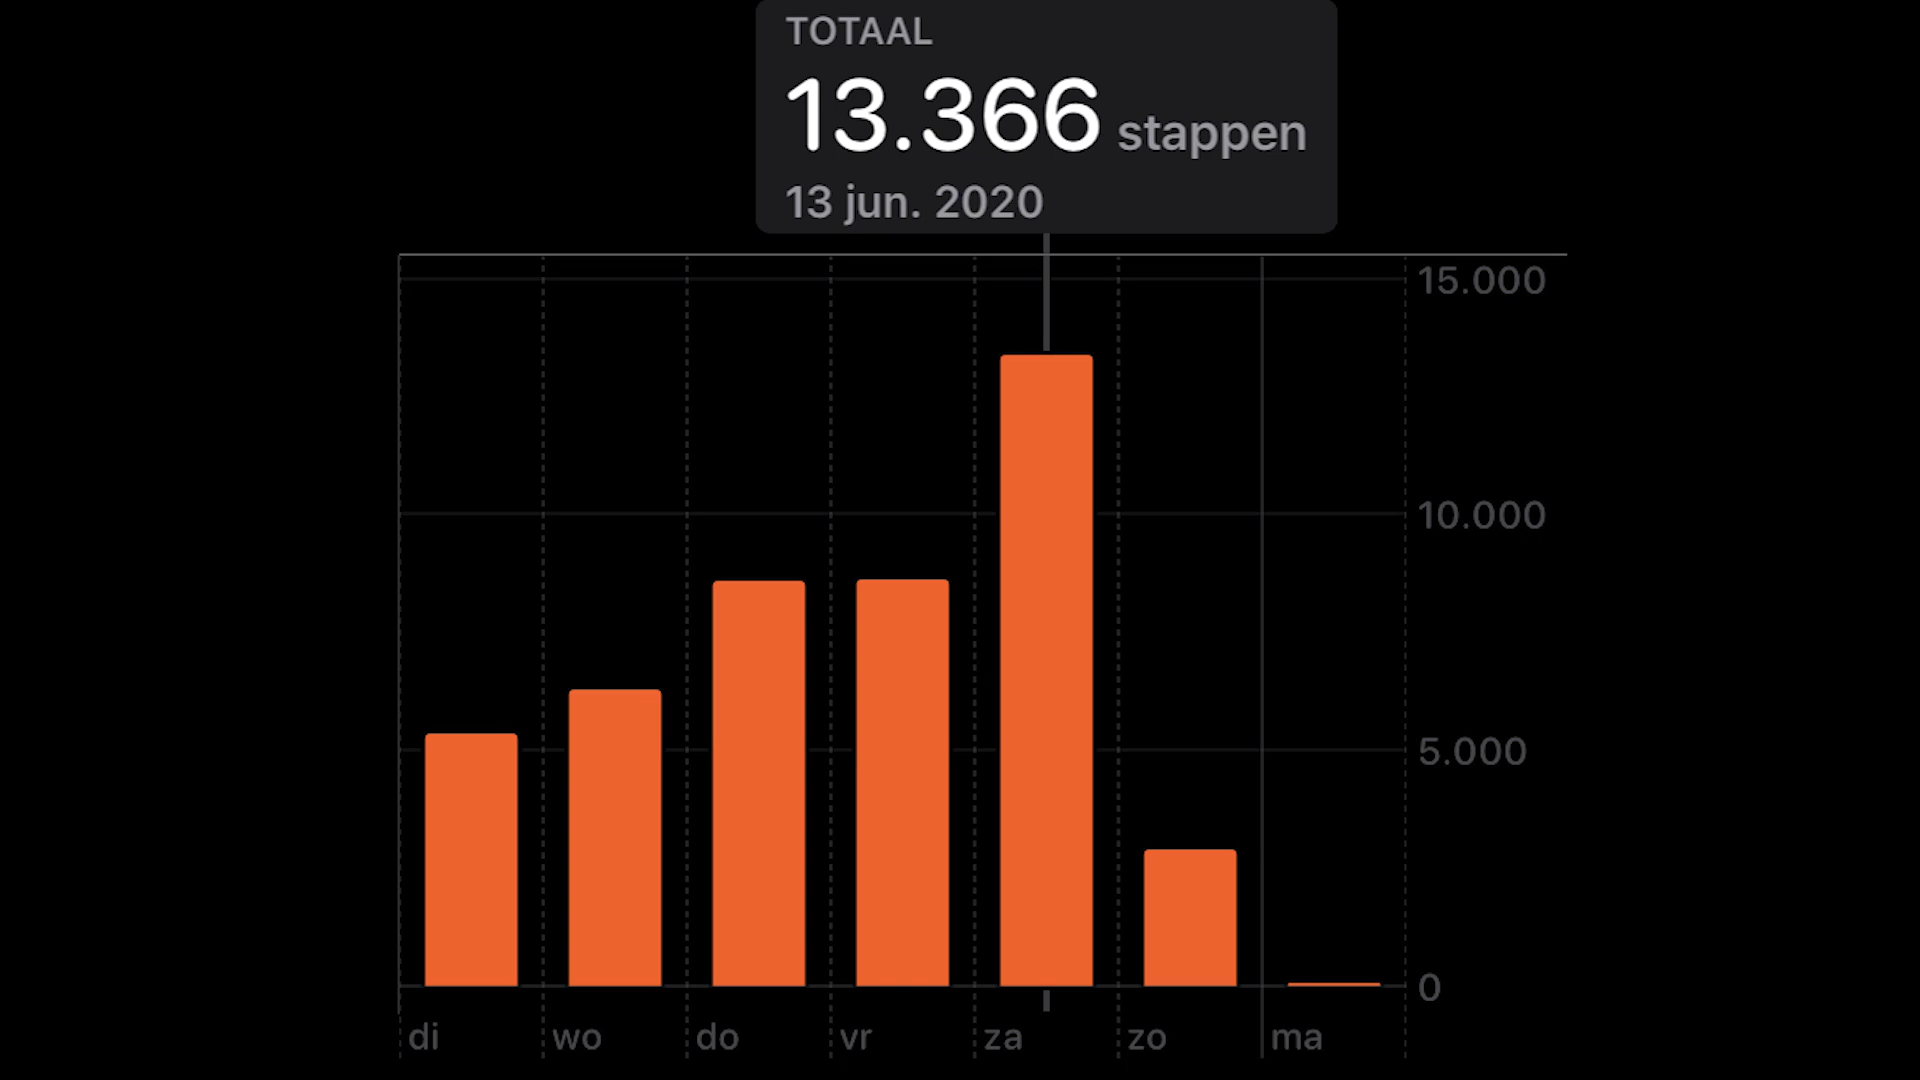 TOTAAL
13.366 stappen
13 jun. 2020
15.000
10.000
5.000
0
di wo do vr za zo ma